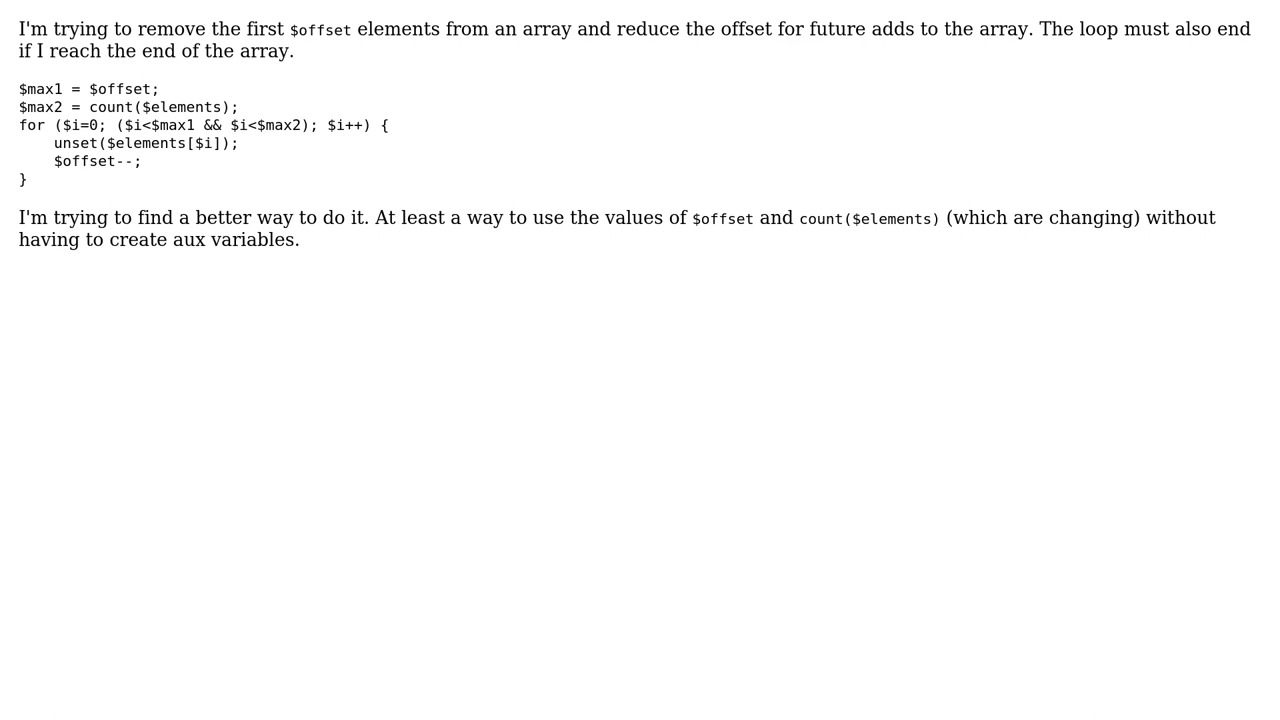 I'm trying to remove the first $offset elements from an array and reduce the offset for future adds to the array. The loop must also end
if I reach the end of the array.
$max1 = $offset;
$max2 = count($elements);
for ($i=0; ($i<$max1 && $i<$max2); $i++) {
    unset($elements[$i]);
    $offset--;
}
I'm trying to find a better way to do it. At least a way to use the values of $offset and count($elements) (which are changing) without
having to create aux variables.